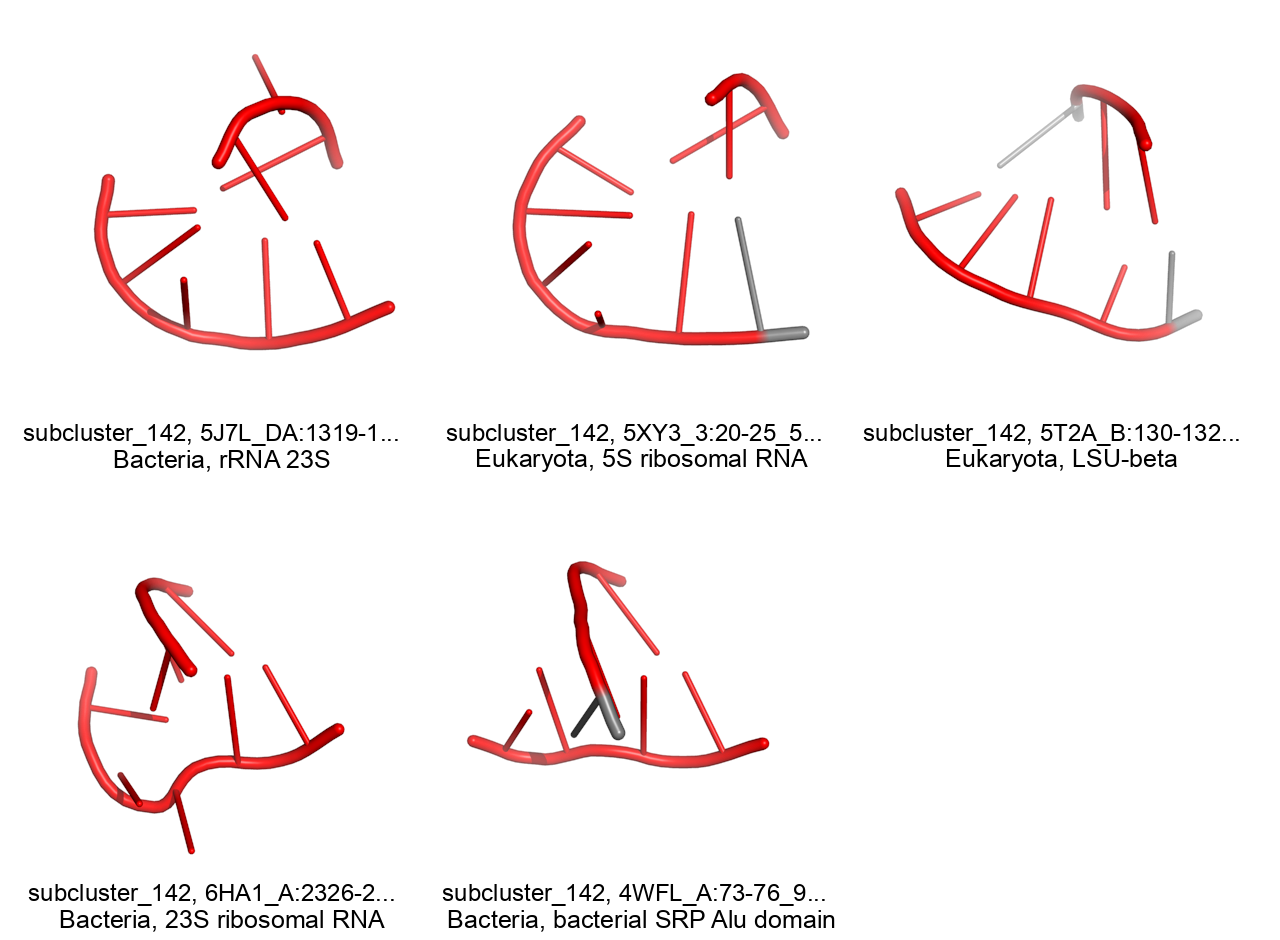 subcluster_142, 5J7L_DA:1319-1...
Bacteria, rRNA 23S
subcluster_142, 5XY3_3:20-25_5...
Eukaryota, 5S ribosomal RNA
subcluster_142, 5T2A_B:130-132...
Eukaryota, LSU-beta
subcluster_142, 6HA1_A:2326-2...
Bacteria, 23S ribosomal RNA
subcluster_142, 4WFL_A:73-76_9...
Bacteria, bacterial SRP Alu domain